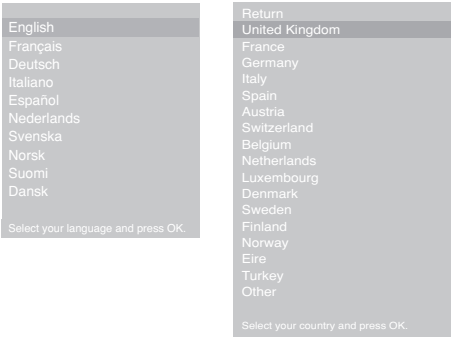 English
Français
Deutsch
Italiano
Español
Nederlands
Svenska
Norsk
Suomi
Dansk
Select your language and press OK.
Return
United Kingdom
France
Germany
Italy
Spain
Austria
Switzerland
Belgium
Netherlands
Luxembourg
Denmark
Sweden
Finland
Norway
Eire
Turkey
Other
Select your country and press OK.